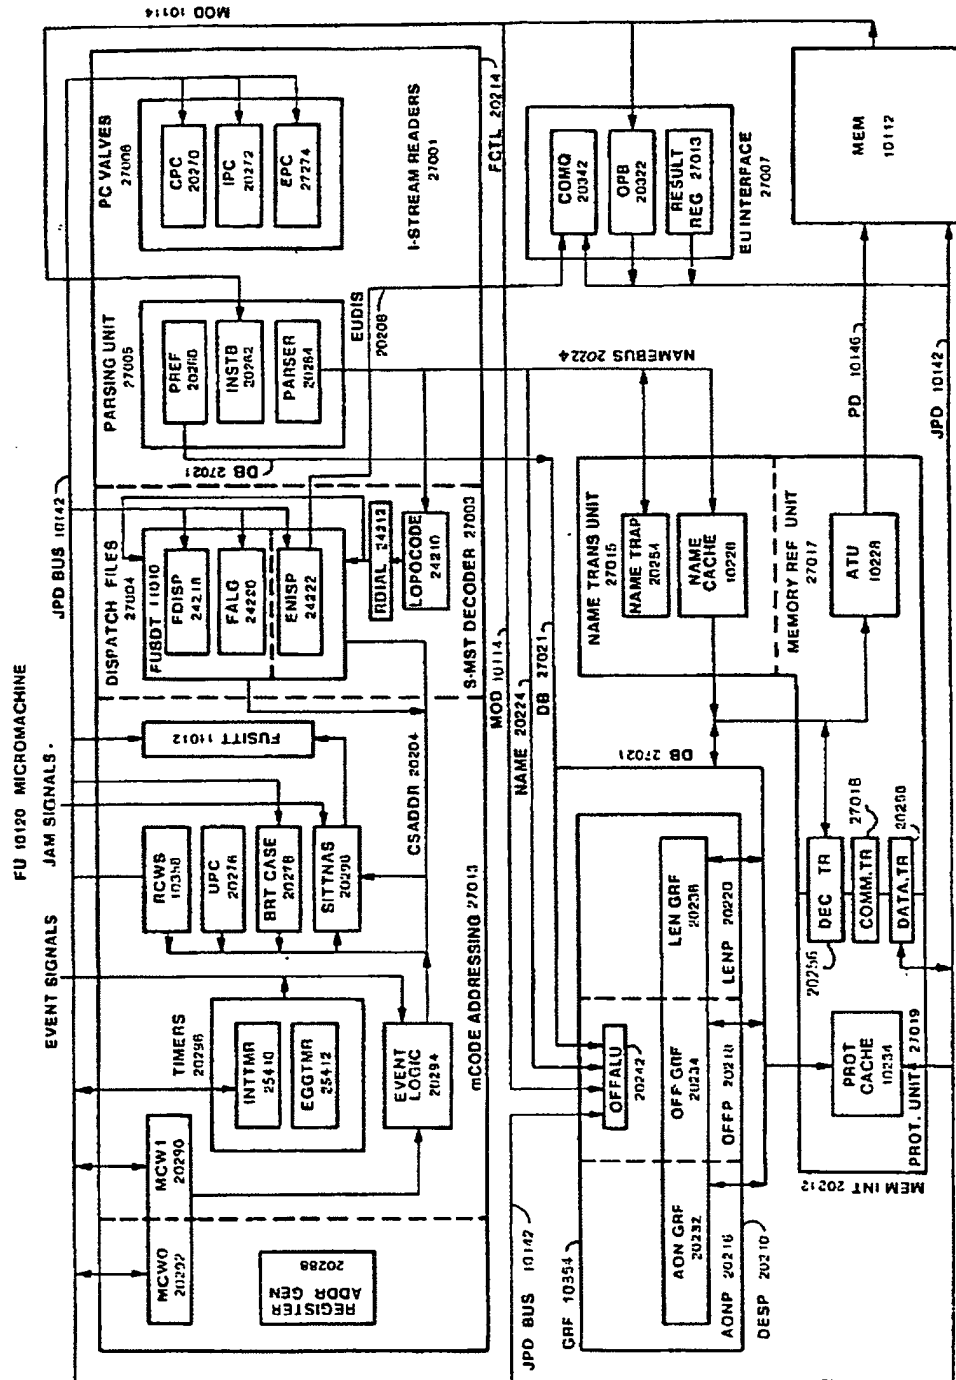 FU 10120 MICROMACHINE
EVENT SIGNALS
JAM SIGNALS.
JPD BUS 10142
MOD 10114
MCW0
20292
MCW1
20290
REGISTER
ADDR GEN
20288
TIMERS
20296
INTTMR
25410
EGGTMR
25412
EVENT
LOGIC
20294
RCWS
10358
UPC
20276
BRT CASE
20278
SITTNAS
20286
FUSITT 11012
CSADDR 20204
mCODE ADDRESSING 27013
DISPATCH FILES
27004
FUSDT 11010
FDISP
24218
FALG
24220
ENISP
24222
RDIAL 24212
LOPOCODE
24210
S-MST DECODER 27003
DB 27021
PARSING UNIT
27005
PREF
20260
INSTB
20262
PARSER
20264
EUDIS
20208
PC VALVES
27006
CPC
20270
IPC
20272
EPC
27274
I-STREAM READERS
27001
FCTL 20214
JPD BUS 10142
MOD 10114
NAME 20224
DB 27021
NAMEBUS 20224
COMQ
20342
OPB
20322
RESULT
REG 27013
EU INTERFACE
27007
MEM
10112
GRF 10354
OFFALU
20242
AON GRF
20232
OFF GRF
20234
LEN GRF
20236
AONP 20216
OFFP 20218
LENP 20220
DESP 20210
DB 27021
NAME TRANS UNIT
27015
NAME TRAP
20254
NAME
CACHE
10226
MEMORY REF UNIT
27017
ATU
10228
PD 10146
JPD 10142
20256
DEC TR
COMM.TR
27018
DATA.TR
20258
PROT
CACHE
10234
PROT. UNIT4 27019
MEM INT 20212